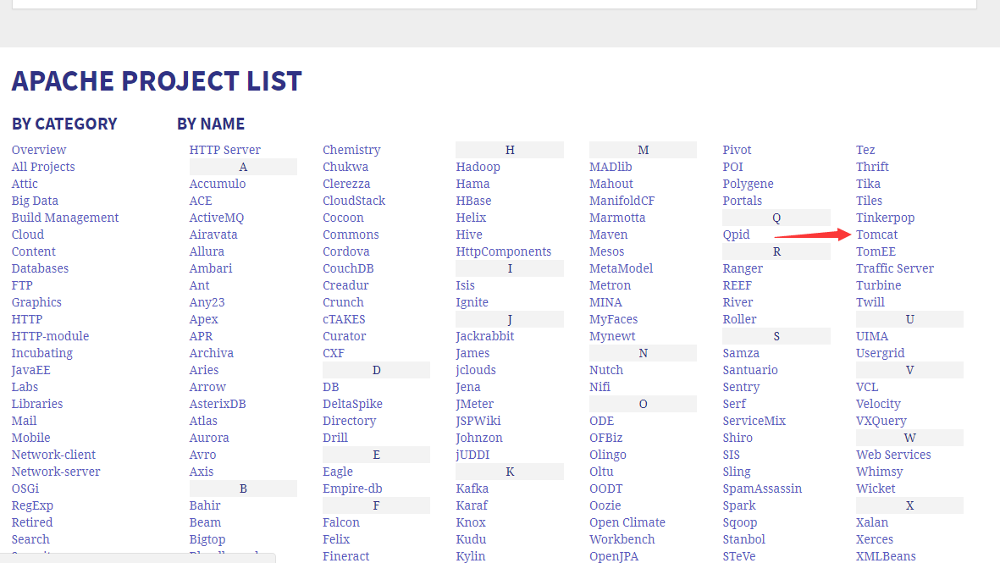 APACHE PROJECT LIST
BY CATEGORY
Overview
All Projects
Attic
Big Data
Build Management
Cloud
Content
Databases
FTP
Graphics
HTTP
HTTP-module
Incubating
JavaEE
Labs
Libraries
Mail
Mobile
Network-client
Network-server
OSGi
RegExp
Retired
Search
BY NAME
HTTP Server
A
Accumulo
ACE
ActiveMQ
Airavata
Allura
Ambari
Ant
Any23
Apex
APR
Archiva
Aries
Arrow
AsterixDB
Atlas
Aurora
Avro
Axis
B
Bahir
Beam
Bigtop
Chemistry
Chukwa
Clerezza
CloudStack
Cocoon
Commons
Cordova
CouchDB
Creadur
Crunch
cTAKES
Curator
CXF
D
DB
DeltaSpike
Directory
Drill
E
Eagle
Empire-db
F
Falcon
Felix
Fineract
H
Hadoop
Hama
HBase
Helix
Hive
HttpComponents
I
Isis
Ignite
J
Jackrabbit
James
jclouds
Jena
JMeter
JSPWiki
Johnzon
jUDDI
K
Kafka
Karaf
Knox
Kudu
Kylin
M
MADlib
Mahout
ManifoldCF
Marmotta
Maven
Mesos
MetaModel
Metron
MINA
MyFaces
Mynewt
N
Nutch
Nifi
O
ODE
OFBiz
Olingo
Oltu
OODT
Oozie
Open Climate
Workbench
OpenJPA
Pivot
POI
Polygene
Portals
Q
Qpid
R
Ranger
REEF
River
Roller
S
Samza
Santuario
Sentry
Serf
ServiceMix
Shiro
SIS
Sling
SpamAssassin
Spark
Sqoop
Stanbol
STeVe
Tez
Thrift
Tika
Tiles
Tinkerpop
Tomcat
TomEE
Traffic Server
Turbine
Twill
U
UIMA
Usergrid
V
VCL
Velocity
VXQuery
W
Web Services
Whimsy
Wicket
X
Xalan
Xerces
XMLBeans